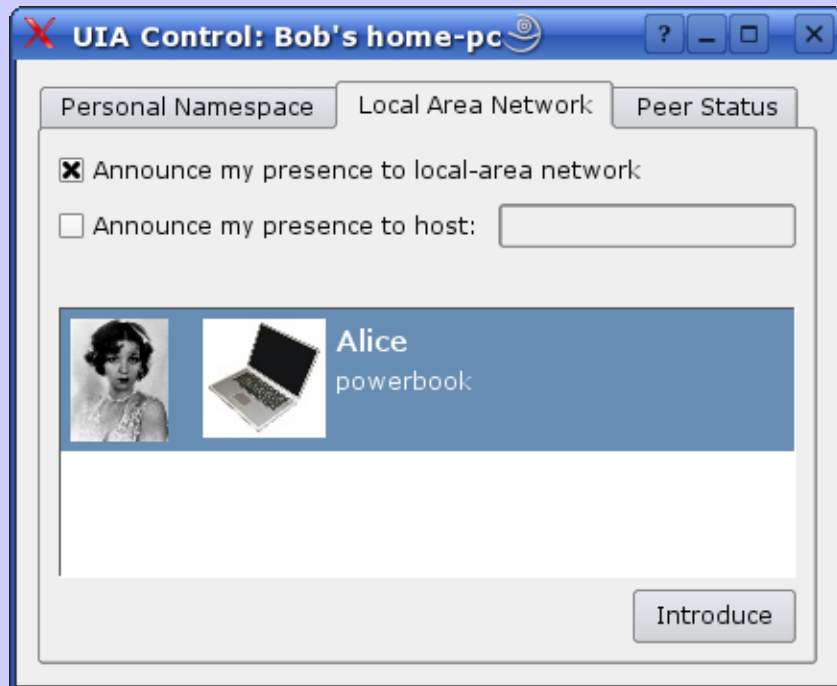 UIA Control: Bob's home-pc
?
Personal Namespace Local Area Network Peer Status
Announce my presence to local-area network
Announce my presence to host:
Alice
powerbook
Introduce